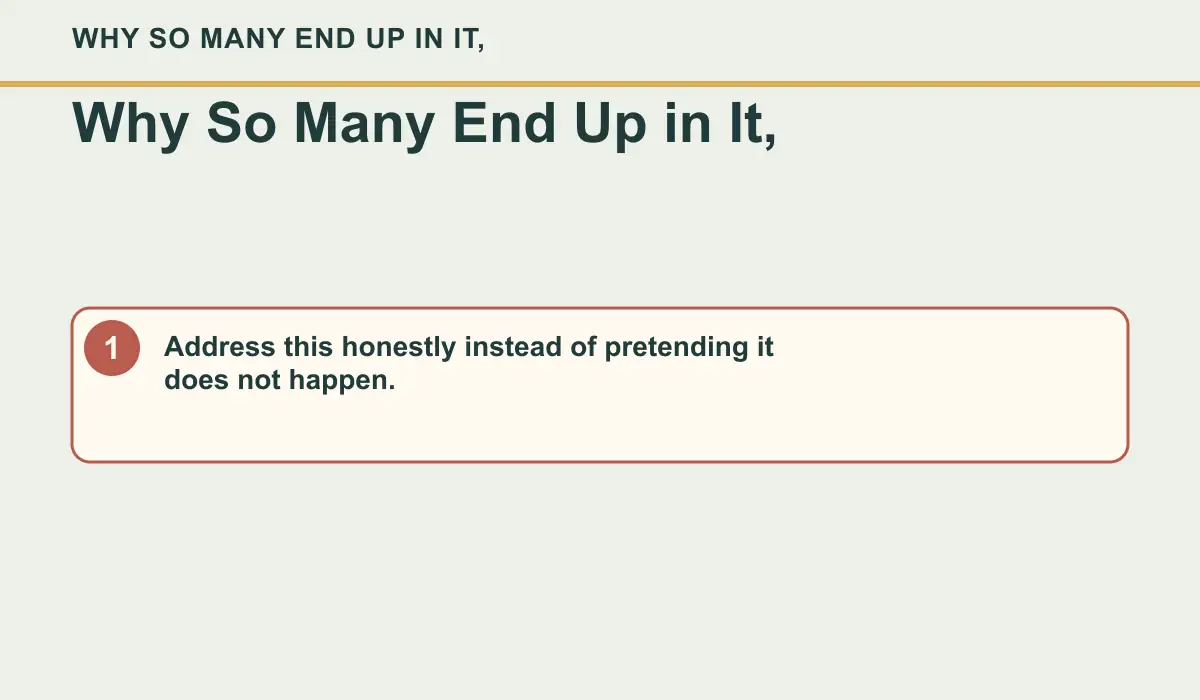 WHY SO MANY END UP IN IT,
Why So Many End Up in It,
1
Address this honestly instead of pretending it
does not happen.